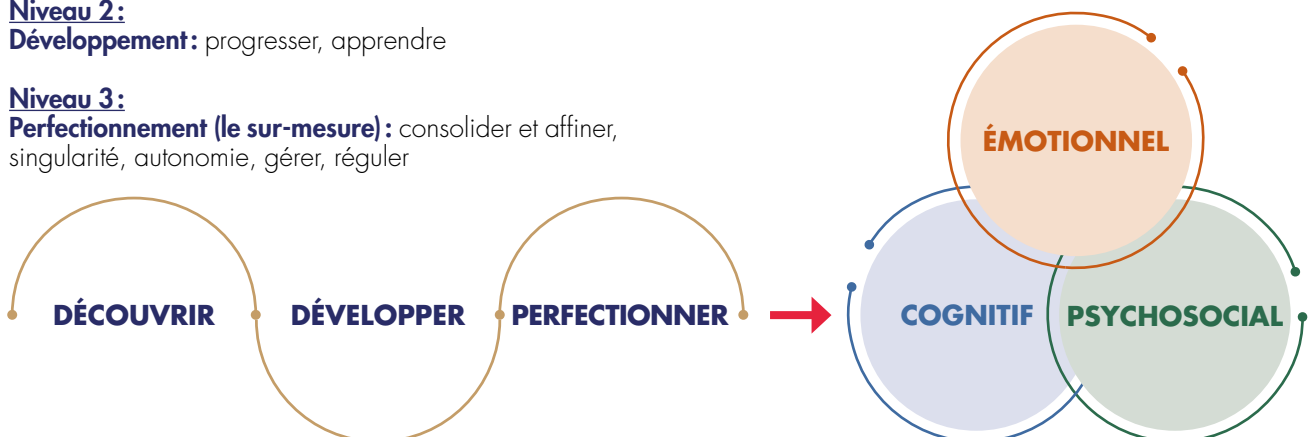 Niveau 2 :
Développement : progresser, apprendre
Niveau 3 :
Perfectionnement (le sur-mesure) : consolider et affiner,
singularité, autonomie, gérer, réguler
DÉCOUVRIR
DÉVELOPPER
PERFECTIONNER
ÉMOTIONNEL
COGNITIF
PSYCHOSOCIAL